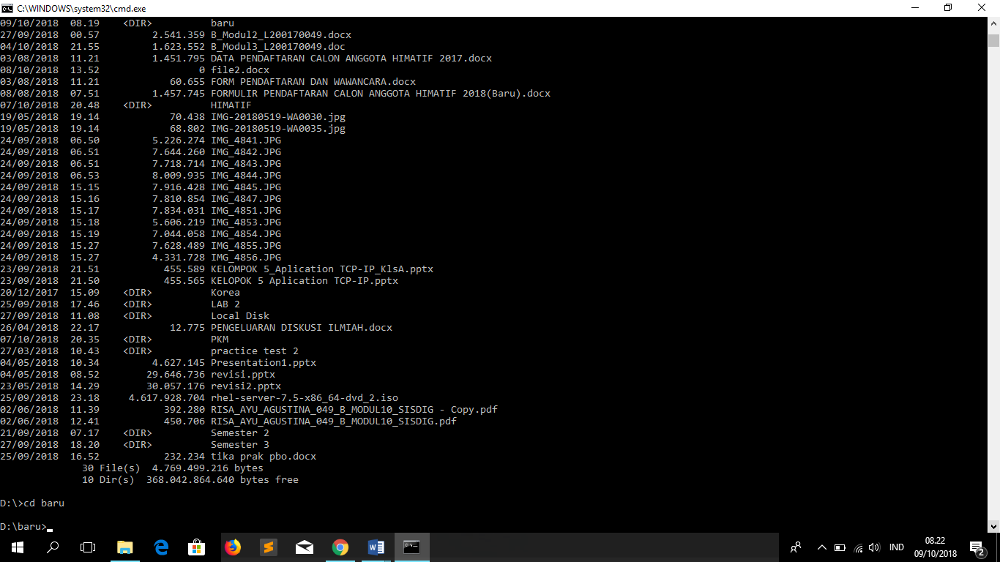 C:\WINDOWS\system32\cmd.exe
09/10/2018  08.19    <DIR>          baru
27/09/2018  00.57         2.541.359 B_Modul2_L200170049.docx
04/10/2018  21.55         1.623.552 B_Modul3_L200170049.doc
03/08/2018  11.21         1.451.795 DATA PENDAFTARAN CALON ANGGOTA HIMATIF 2017.docx
08/10/2018  13.52                 0 file2.docx
03/08/2018  11.21            60.655 FORM PENDAFTARAN DAN WAWANCARA.docx
08/08/2018  07.51         1.457.745 FORMULIR PENDAFTARAN CALON ANGGOTA HIMATIF 2018(Baru).docx
07/10/2018  20.48    <DIR>          HIMATIF
19/05/2018  19.14            70.438 IMG-20180519-WA0030.jpg
19/05/2018  19.14            68.802 IMG-20180519-WA0035.jpg
24/09/2018  06.50         5.226.274 IMG_4841.JPG
24/09/2018  06.51         7.644.260 IMG_4842.JPG
24/09/2018  06.51         7.718.714 IMG_4843.JPG
24/09/2018  06.53         8.009.935 IMG_4844.JPG
24/09/2018  15.15         7.916.428 IMG_4845.JPG
24/09/2018  15.16         7.810.854 IMG_4847.JPG
24/09/2018  15.17         7.834.031 IMG_4851.JPG
24/09/2018  15.18         5.606.219 IMG_4853.JPG
24/09/2018  15.19         7.044.058 IMG_4854.JPG
24/09/2018  15.27         7.628.489 IMG_4855.JPG
24/09/2018  15.27         4.331.728 IMG_4856.JPG
23/09/2018  21.51           455.589 KELOMPOK 5_Aplication TCP-IP_KlsA.pptx
23/09/2018  21.50           455.565 KELOPOK 5 Aplication TCP-IP.pptx
20/12/2017  15.09    <DIR>          Korea
25/09/2018  17.46    <DIR>          LAB 2
27/09/2018  11.08    <DIR>          Local Disk
26/04/2018  22.17            12.775 PENGELUARAN DISKUSI ILMIAH.docx
07/10/2018  20.35    <DIR>          PKM
27/03/2018  10.43    <DIR>          practice test 2
04/05/2018  10.34         4.627.145 Presentation1.pptx
04/05/2018  08.52        29.646.736 revisi.pptx
23/05/2018  14.29        30.057.176 revisi2.pptx
25/09/2018  23.18     4.617.928.704 rhel-server-7.5-x86_64-dvd_2.iso
02/06/2018  11.39           392.280 RISA_AYU_AGUSTINA_049_B_MODUL10_SISDIG - Copy.pdf
02/06/2018  12.41           450.706 RISA_AYU_AGUSTINA_049_B_MODUL10_SISDIG.pdf
21/09/2018  07.17    <DIR>          Semester 2
27/09/2018  18.20    <DIR>          Semester 3
25/09/2018  16.52           232.234 tika prak pbo.docx
30 File(s)  4.769.499.216 bytes
10 Dir(s)  368.042.864.640 bytes free
D:\>cd baru
D:\baru>_
IND
08.22
09/10/2018
2